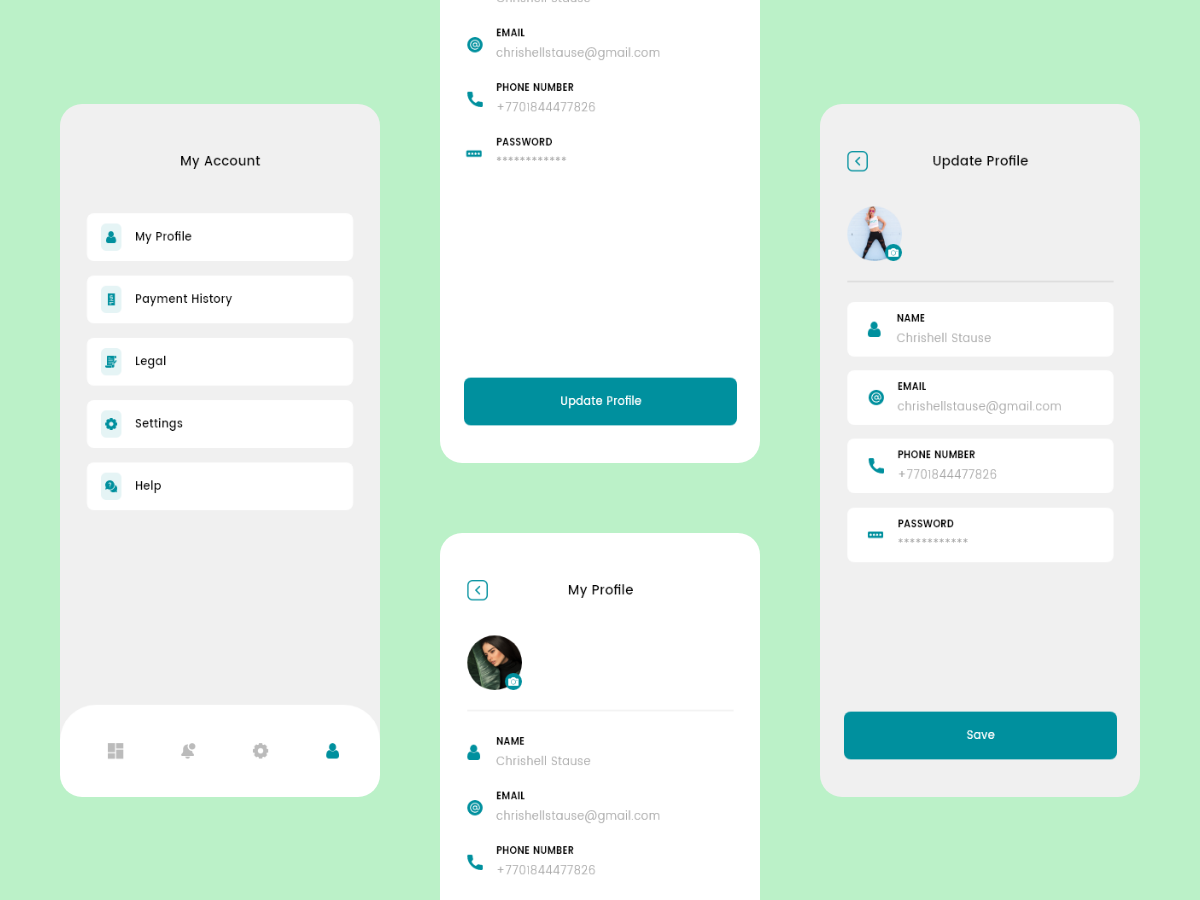 My Account
My Profile
Payment History
Legal
Settings
Help
Chrishell Stause
EMAIL
chrishellstause@gmail.com
PHONE NUMBER
+7701844477826
PASSWORD
************
Update Profile
My Profile
NAME
Chrishell Stause
EMAIL
chrishellstause@gmail.com
PHONE NUMBER
+7701844477826
Update Profile
NAME
Chrishell Stause
EMAIL
chrishellstause@gmail.com
PHONE NUMBER
+7701844477826
PASSWORD
************
Save